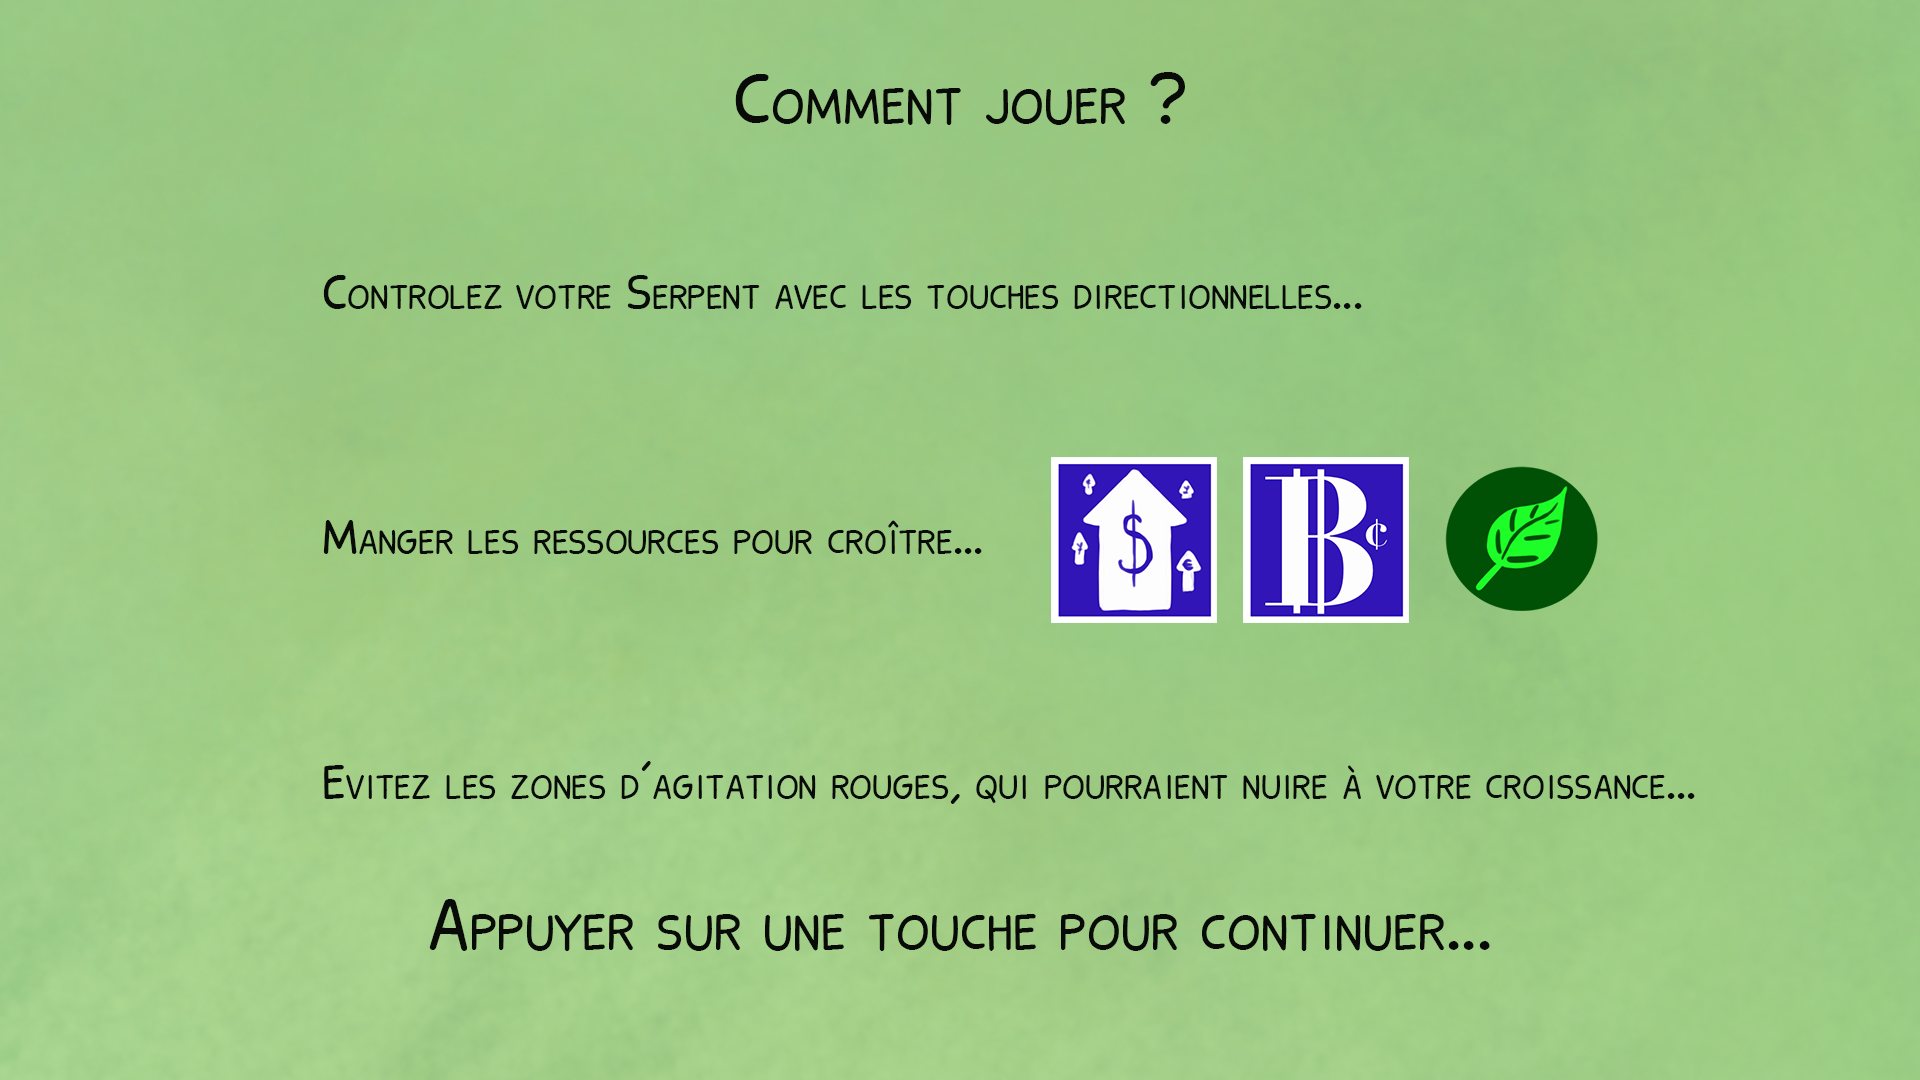 Comment jouer ?
Controlez votre Serpent avec les touches directionnelles...
Manger les ressources pour croître...
$
B
¢
€
Evitez les zones d´agitation rouges, qui pourraient nuire à votre croissance...
Appuyer sur une touche pour continuer...